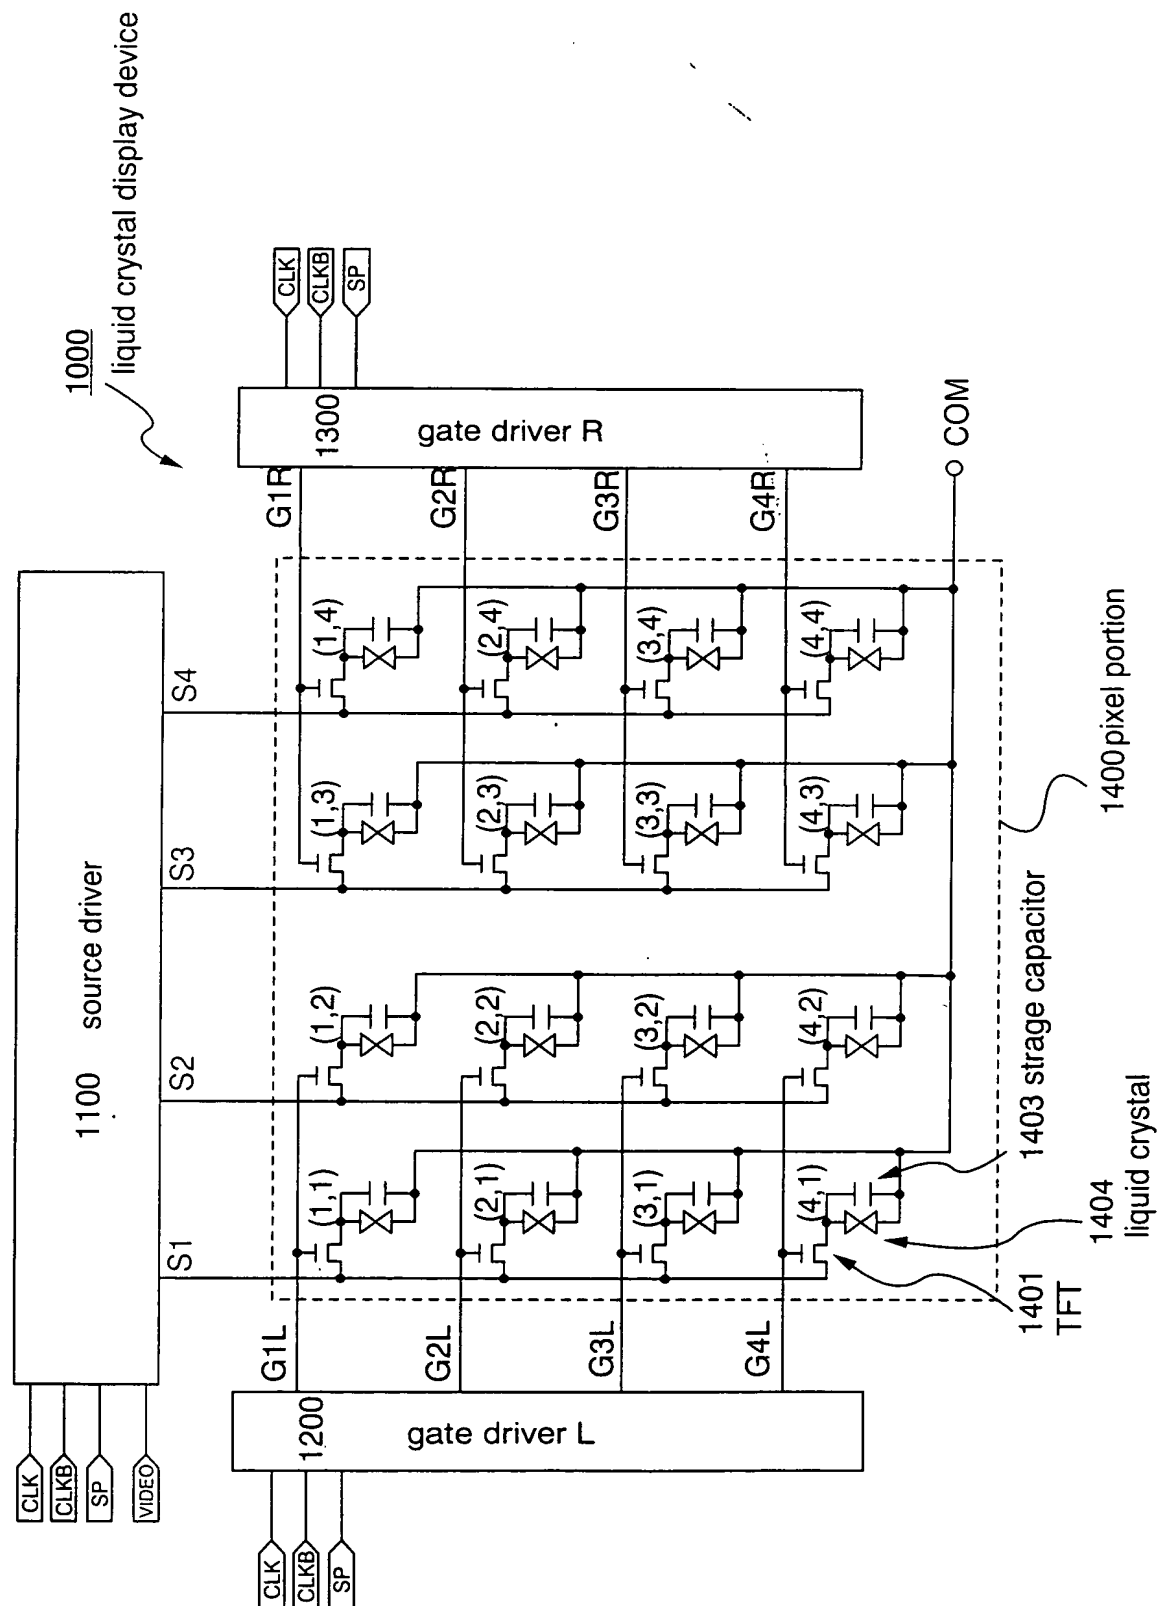 1000
liquid crystal display device
CLK
CLKB
SP
VIDEO
1100 source driver
S1
S2
S3
S4
CLK
CLKB
SP
1200
gate driver L
G1L
G2L
G3L
G4L
(1,1)
(1,2)
(1,3)
(1,4)
(2,1)
(2,2)
(2,3)
(2,4)
(3,1)
(3,2)
(3,3)
(3,4)
(4,1)
(4,2)
(4,3)
(4,4)
G1R
G2R
G3R
G4R
1300
gate driver R
CLK
CLKB
SP
COM
1401
TFT
1404
liquid crystal
1403 strage capacitor
1400 pixel portion